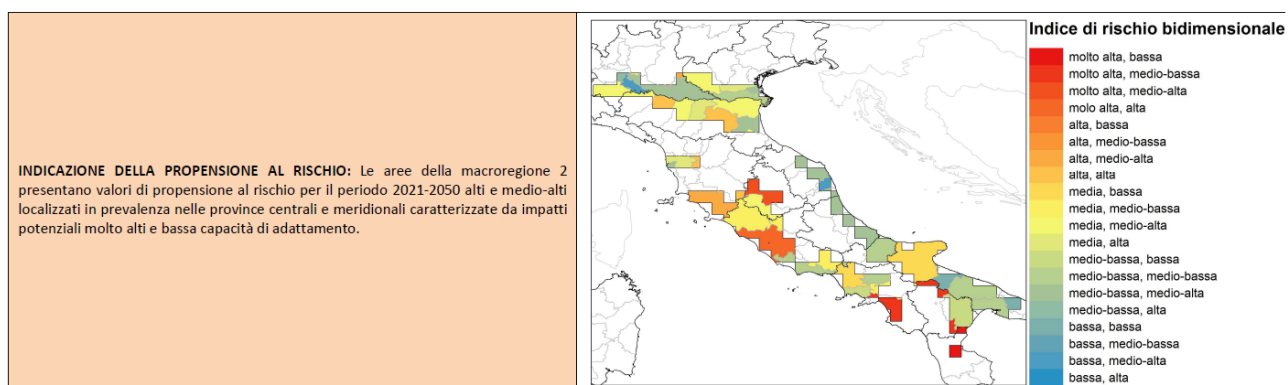 INDICAZIONE DELLA PROPENSIONE AL RISCHIO: Le aree della macroregione 2
presentano valori di propensione al rischio per il periodo 2021-2050 alti e medio-alti
localizzati in prevalenza nelle province centrali e meridionali caratterizzate da impatti
potenziali molto alti e bassa capacità di adattamento.
Indice di rischio bidimensionale
molto alta, bassa
molto alta, medio-bassa
molto alta, medio-alta
molo alta, alta
alta, bassa
alta, medio-bassa
alta, medio-alta
alta, alta
media, bassa
media, medio-bassa
media, medio-alta
media, alta
medio-bassa, bassa
medio-bassa, medio-bassa
medio-bassa, medio-alta
medio-bassa, alta
bassa, bassa
bassa, medio-bassa
bassa, medio-alta
bassa, alta